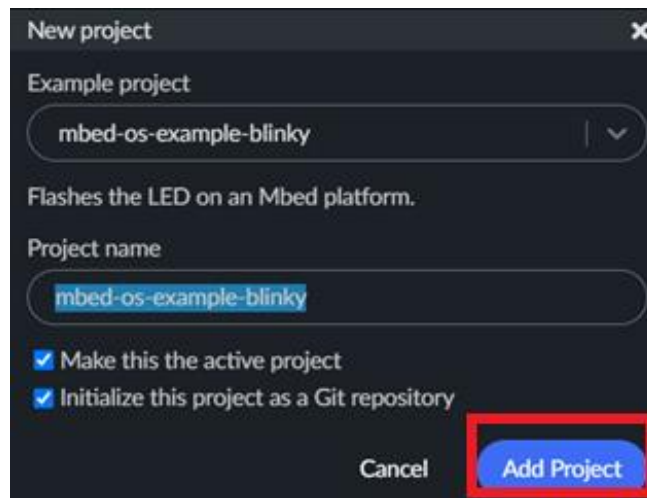 New project
Example project
mbed-os-example-blinky
Flashes the LED on an Mbed platform.
Project name
mbed-os-example-blinky
Make this the active project
Initialize this project as a Git repository
Cancel Add Project